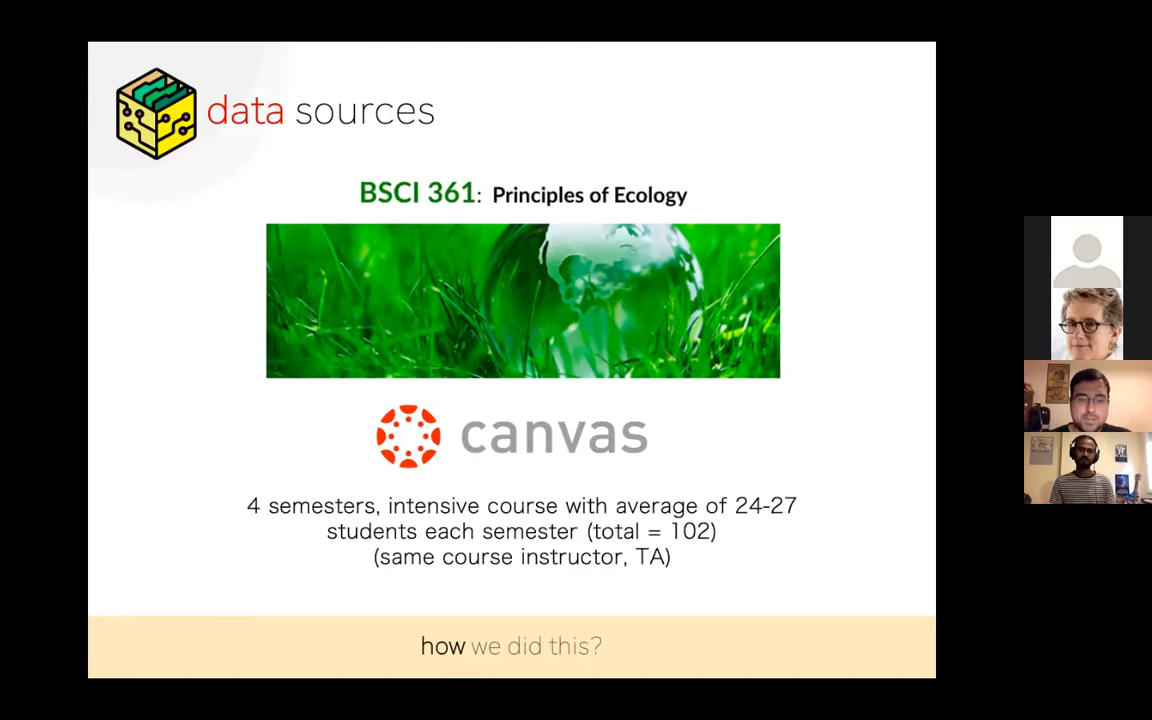 data sources
BSCI 361: Principles of Ecology
canvas
4 semesters, intensive course with average of 24-27
students each semester (total = 102)
(same course instructor, TA)
how we did this?